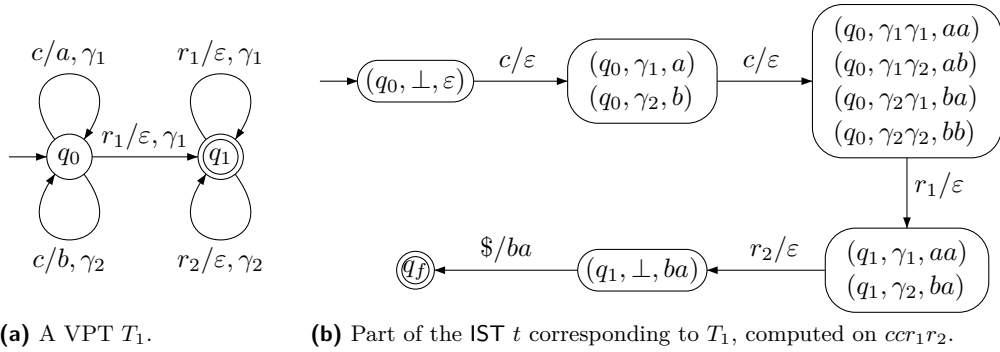 c/a, γ₁
r₁/ε, γ₁
q₀
r₁/ε, γ₁
q₁
c/b, γ₂
r₂/ε, γ₂
(a) A VPT T₁.
(q₀, ⊥, ε)
c/ε
(q₀, γ₁, a)
(q₀, γ₂, b)
c/ε
(q₀, γ₁γ₁, aa)
(q₀, γ₁γ₂, ab)
(q₀, γ₂γ₁, ba)
(q₀, γ₂γ₂, bb)
r₁/ε
(q₁, γ₁, aa)
(q₁, γ₂, ba)
r₂/ε
(q₁, ⊥, ba)
$/ba
q_f
(b) Part of the IST t corresponding to T₁, computed on ccr₁r₂.